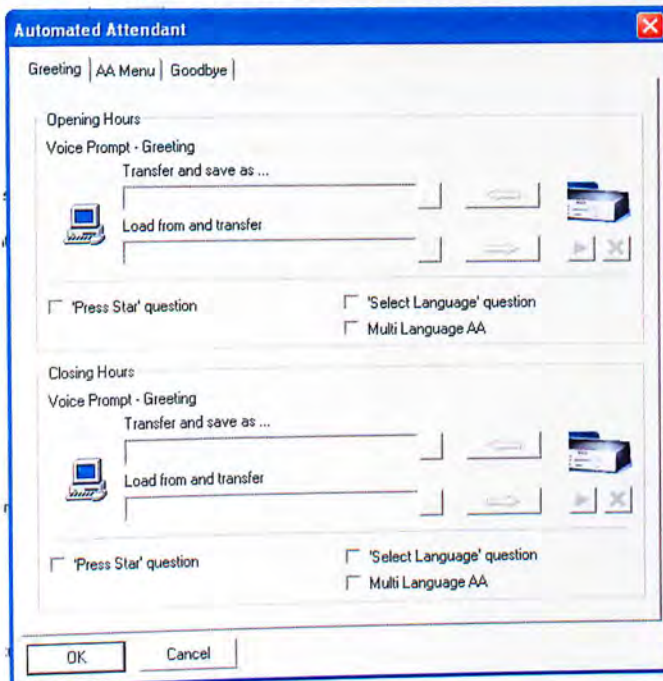 Automated Attendant
Greeting AA Menu Goodbye
Opening Hours
Voice Prompt - Greeting
Transfer and save as ...
Load from and transfer
'Press Star' question
'Select Language' question
Multi Language AA
Closing Hours
Voice Prompt - Greeting
Transfer and save as ...
Load from and transfer
'Press Star' question
'Select Language' question
Multi Language AA
OK Cancel